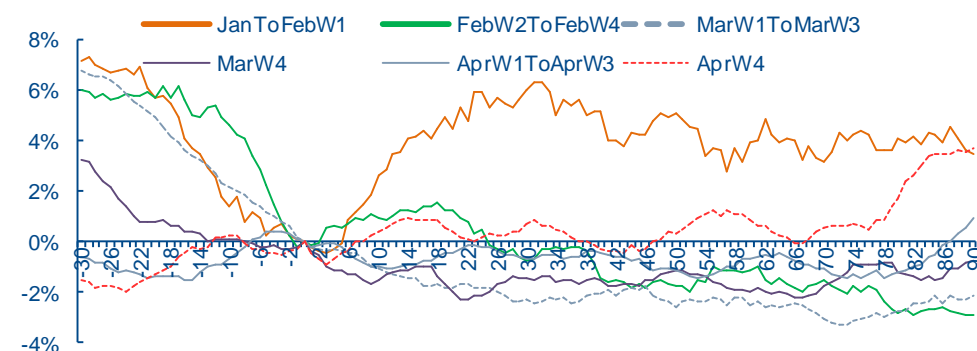 JanToFebW1 FebW2ToFebW4 MarW1ToMarW3
8%
6% MarW4 AprW1ToAprW3 AprW4
4%
2%
0%
-30 -26 -22 -18 -14 -10 -6 -2 2 6 10 14 18 22 26 30 34 38 42 46 50 54 58 62 66 70 74 78 82 86 90
-2%
-4%